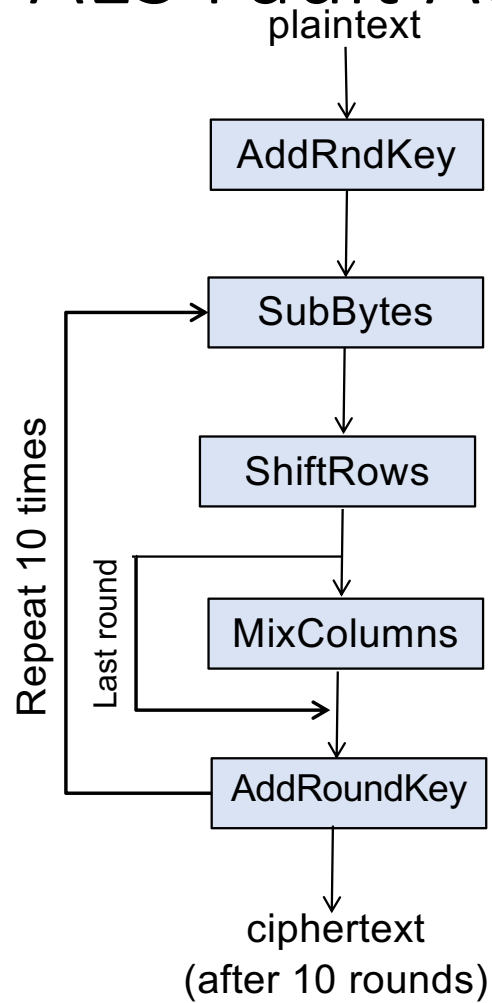 plaintext
AddRndKey
SubBytes
ShiftRows
Repeat 10 times
Last round
MixColumns
AddRoundKey
ciphertext
(after 10 rounds)